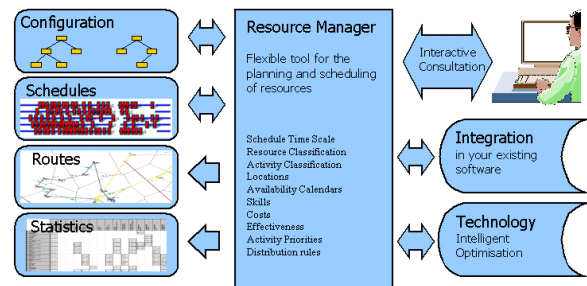 Configuration
Schedules
Routes
Statistics
Resource Manager
Flexible tool for the
planning and scheduling
of resources
Schedule Time Scale
Resource Classification
Activity Classification
Locations
Availability Calendars
Skills
Costs
Effectiveness
Activity Priorities
Distribution rules
Interactive
Consultation
Integration
in your existing
software
Technology
Intelligent
Optimisation